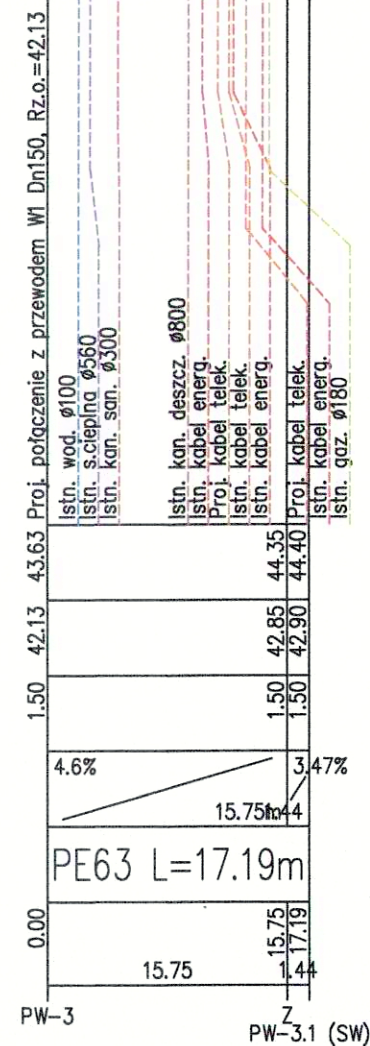 Proj. połączenie z przewodem W1 Dn150, Rz.o.=42.13
Istn. wod. ø100
Istn. s.cieplna ø560
Istn. kan. san. ø300
Istn. kan. deszcz. ø800
Istn. kabel energ.
Proj. kabel telek.
Istn. kabel telek.
Istn. kabel energ.
Proj. kabel telek.
Istn. kabel energ.
Istn. gaz. ø180
43.63 44.35 44.40
42.13 42.85 42.90
1.50 1.50 1.50
4.6% 3.47%
15.75m 1.44
PE63 L=17.19m
0.00 15.75 17.19
15.75 1.44
PW-3 Z
PW-3.1 (SW)